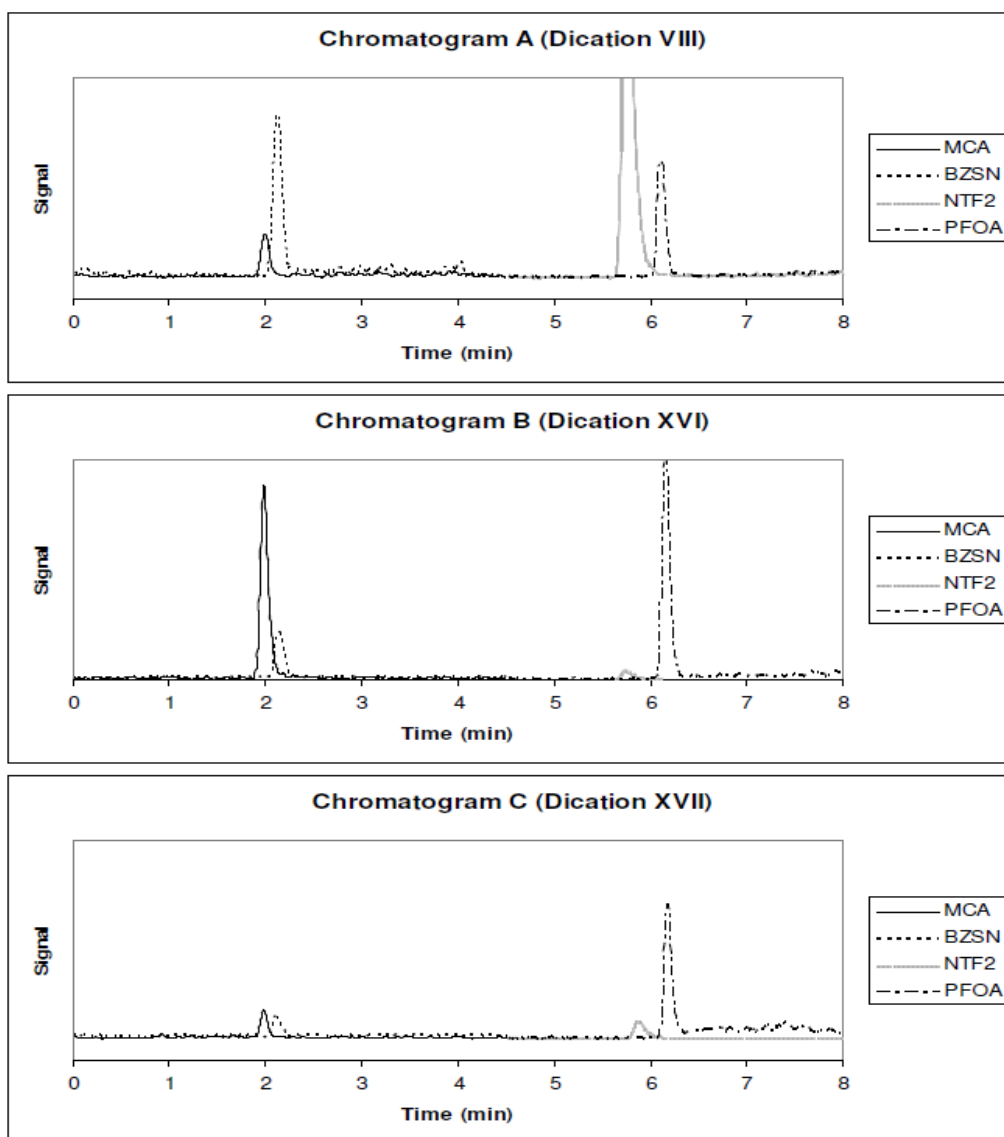 Chromatogram A (Dication VIII)
Signal
0 1 2 3 4 5 6 7 8
Time (min)
MCA
BZSN
NTF2
PFOA
Chromatogram B (Dication XVI)
Signal
0 1 2 3 4 5 6 7 8
Time (min)
MCA
BZSN
NTF2
PFOA
Chromatogram C (Dication XVII)
Signal
0 1 2 3 4 5 6 7 8
Time (min)
MCA
BZSN
NTF2
PFOA